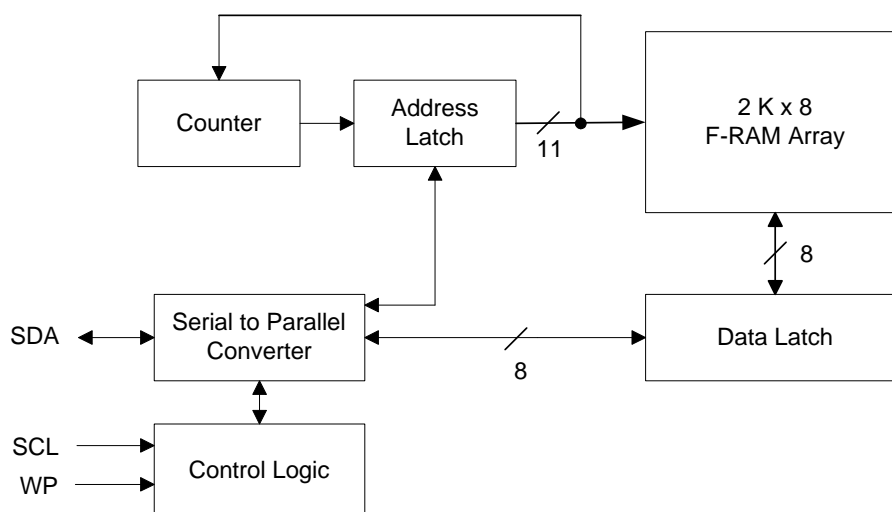 Counter
Address
Latch
11
2 K x 8
F-RAM Array
8
SDA
Serial to Parallel
Converter
8
Data Latch
SCL
WP
Control Logic